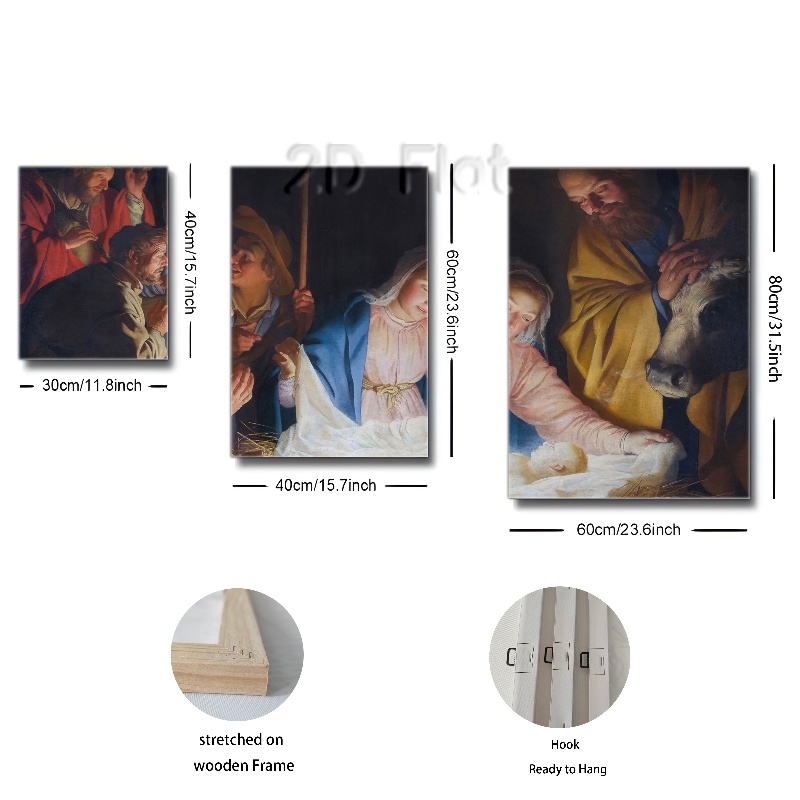 2D Flat
40cm/15.7inch
60cm/23.6inch
80cm/31.5inch
30cm/11.8inch
40cm/15.7inch
60cm/23.6inch
stretched on
wooden Frame
Hook
Ready to Hang